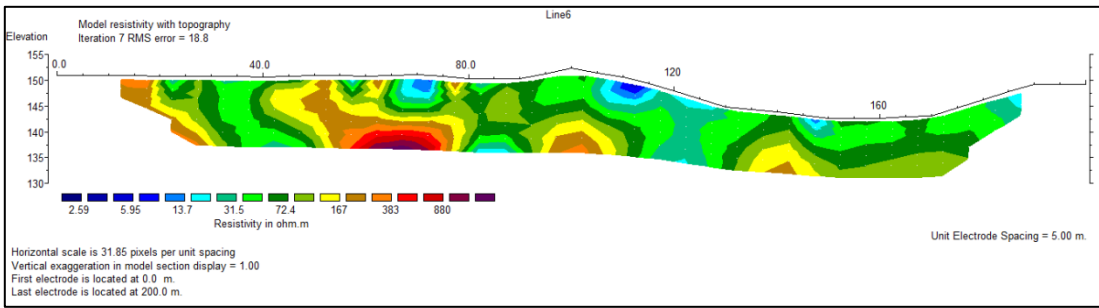 Line6
Model resistivity with topography
Iteration 7 RMS error = 18.8
Elevation
155
150
145
140
135
130
0.0
40.0
80.0
120
160
2.59 5.95 13.7 31.5 72.4 167 383 880
Resistivity in ohm.m
Unit Electrode Spacing = 5.00 m.
Horizontal scale is 31.85 pixels per unit spacing
Vertical exaggeration in model section display = 1.00
First electrode is located at 0.0 m.
Last electrode is located at 200.0 m.